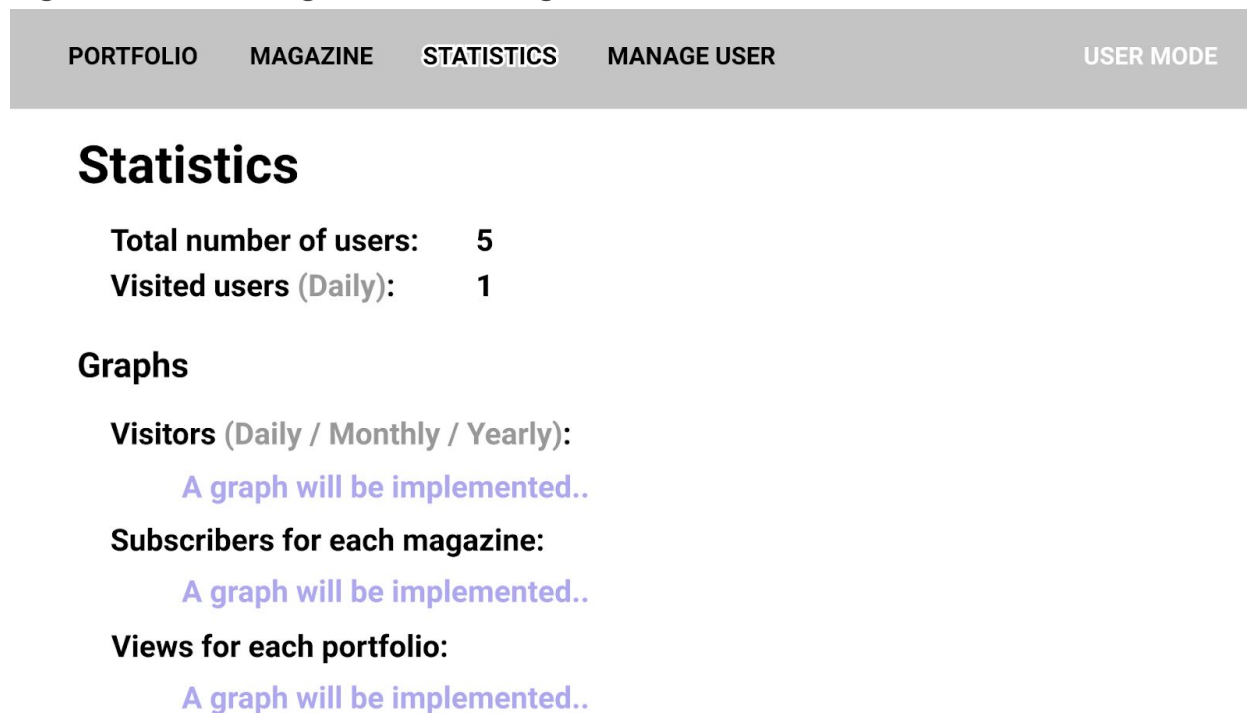 PORTFOLIO MAGAZINE STATISTICS MANAGE USER USER MODE
Statistics
Total number of users: 5
Visited users (Daily): 1
Graphs
Visitors (Daily / Monthly / Yearly):
A graph will be implemented..
Subscribers for each magazine:
A graph will be implemented..
Views for each portfolio:
A graph will be implemented..